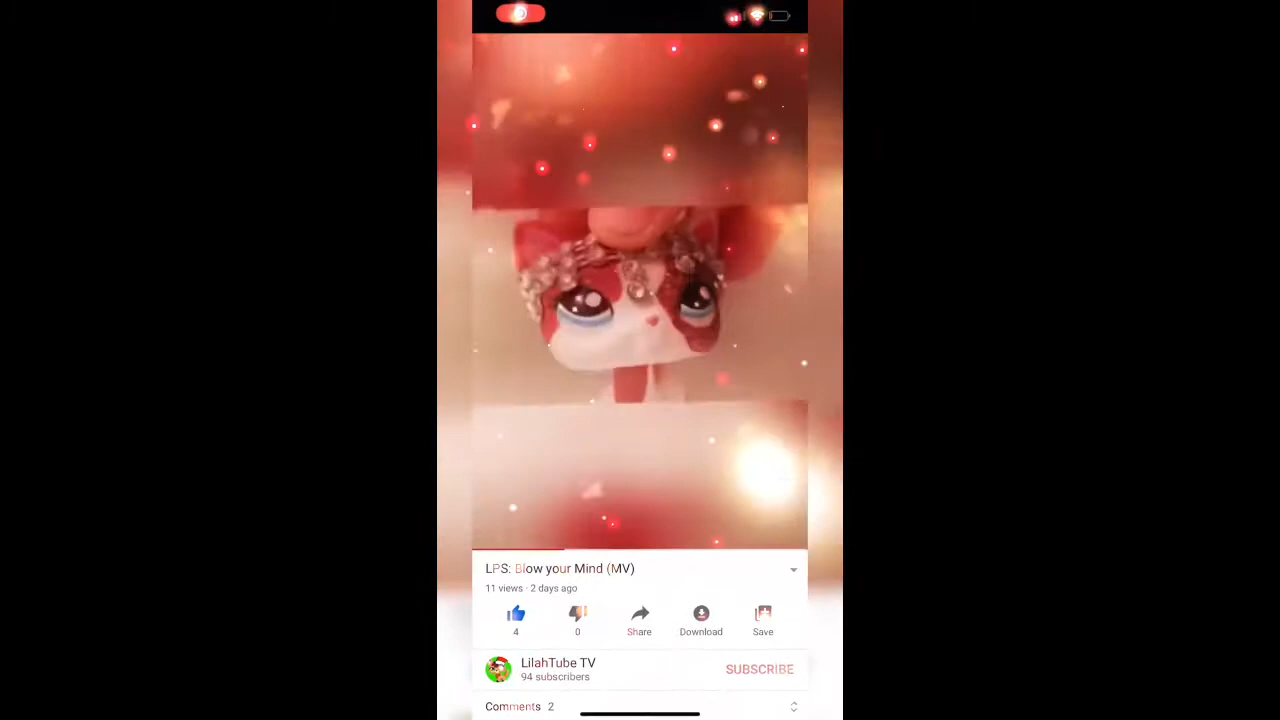 LPS: Blow your Mind (MV)
11 views · 2 days ago
4
0
Share
Download
Save
LilahTube TV
94 subscribers
SUBSCRIBE
Comments 2